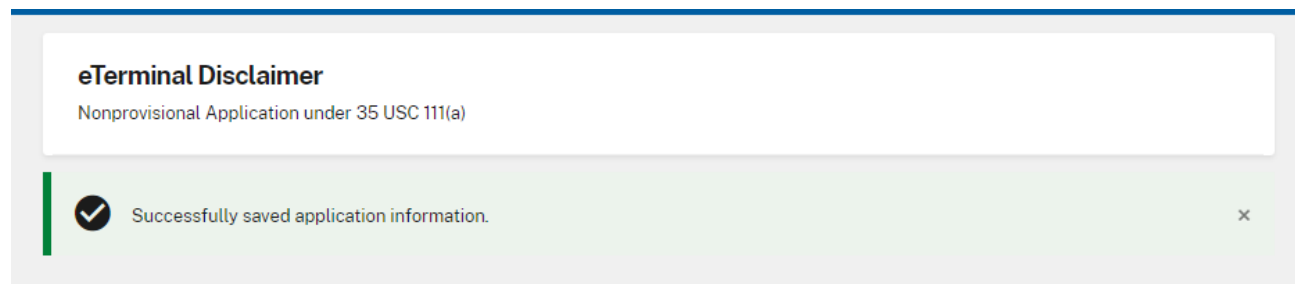 eTerminal Disclaimer
Nonprovisional Application under 35 USC 111(a)
Successfully saved application information.